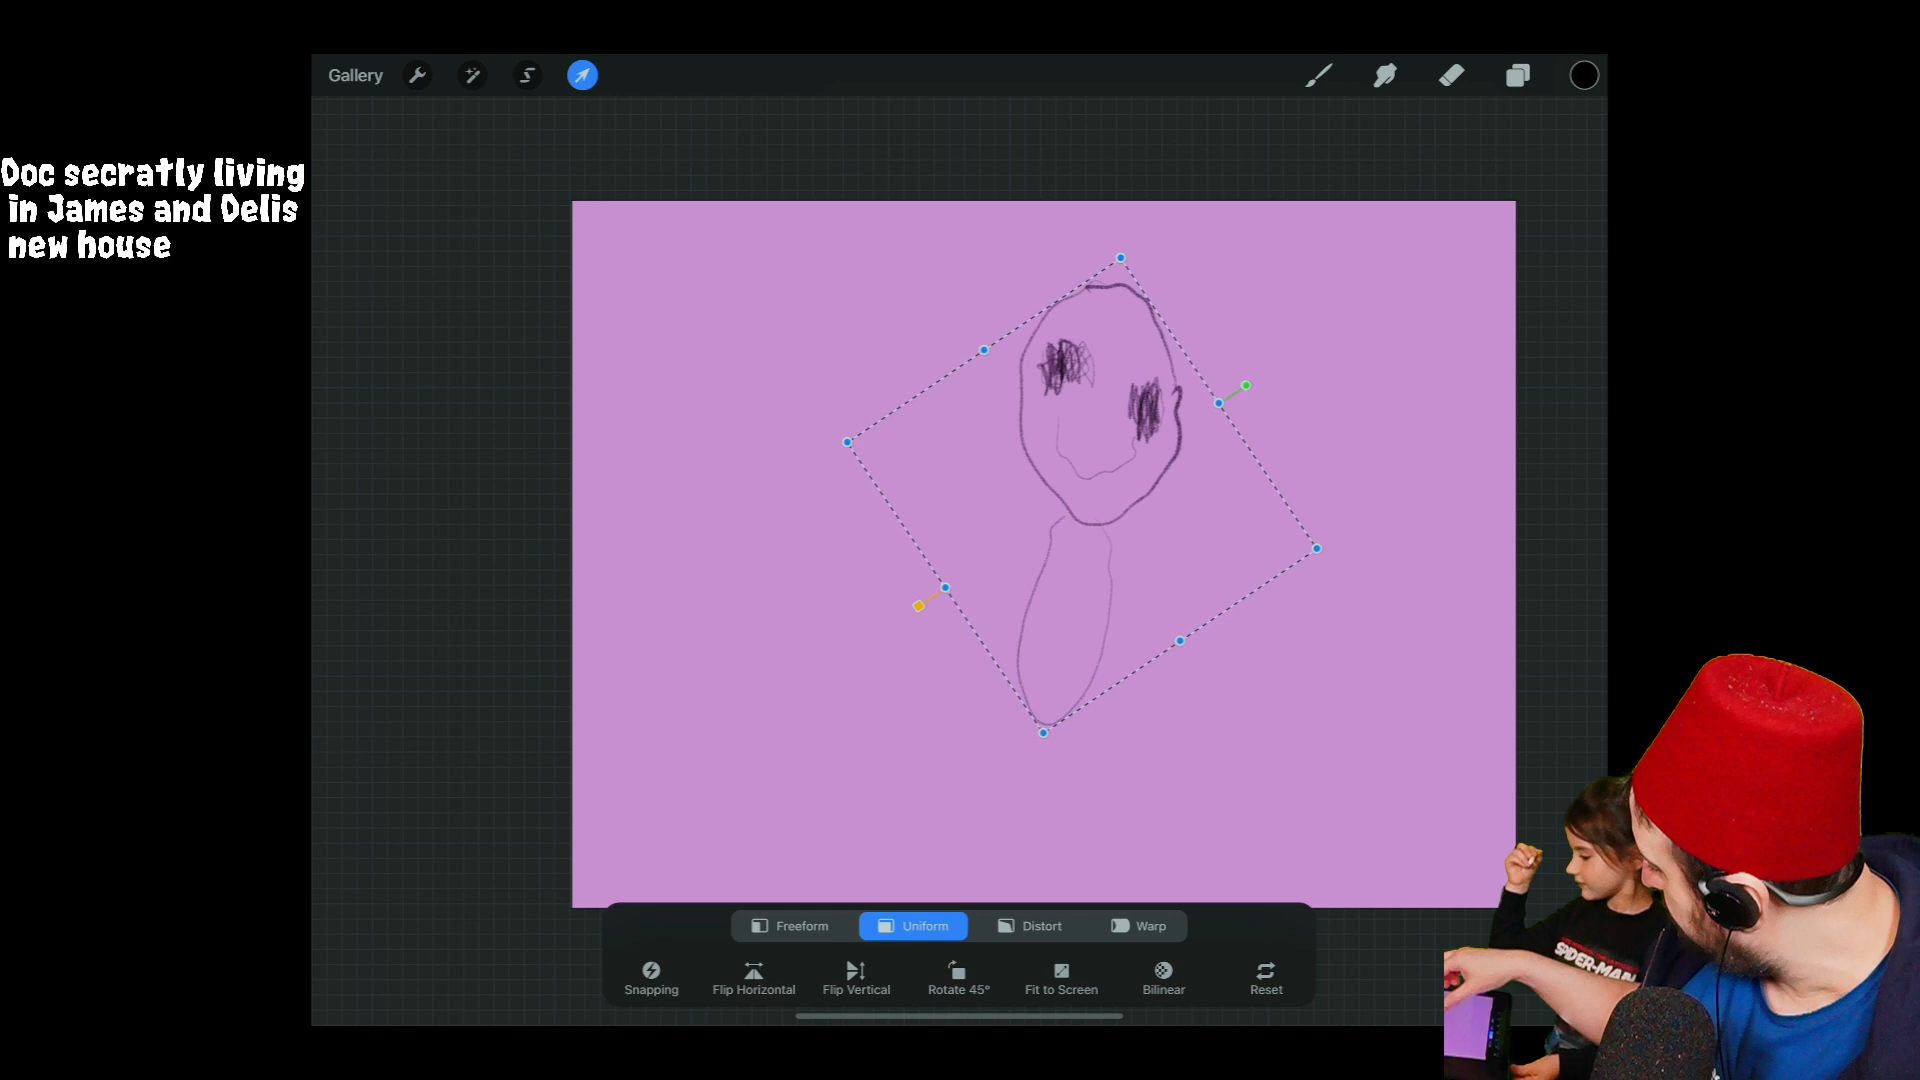 Gallery
Doc secratly living
in James and Delis
new house
Freeform Uniform Distort Warp
Snapping Flip Horizontal Flip Vertical Rotate 45° Fit to Screen Bilinear Reset
SPIDER-MAN